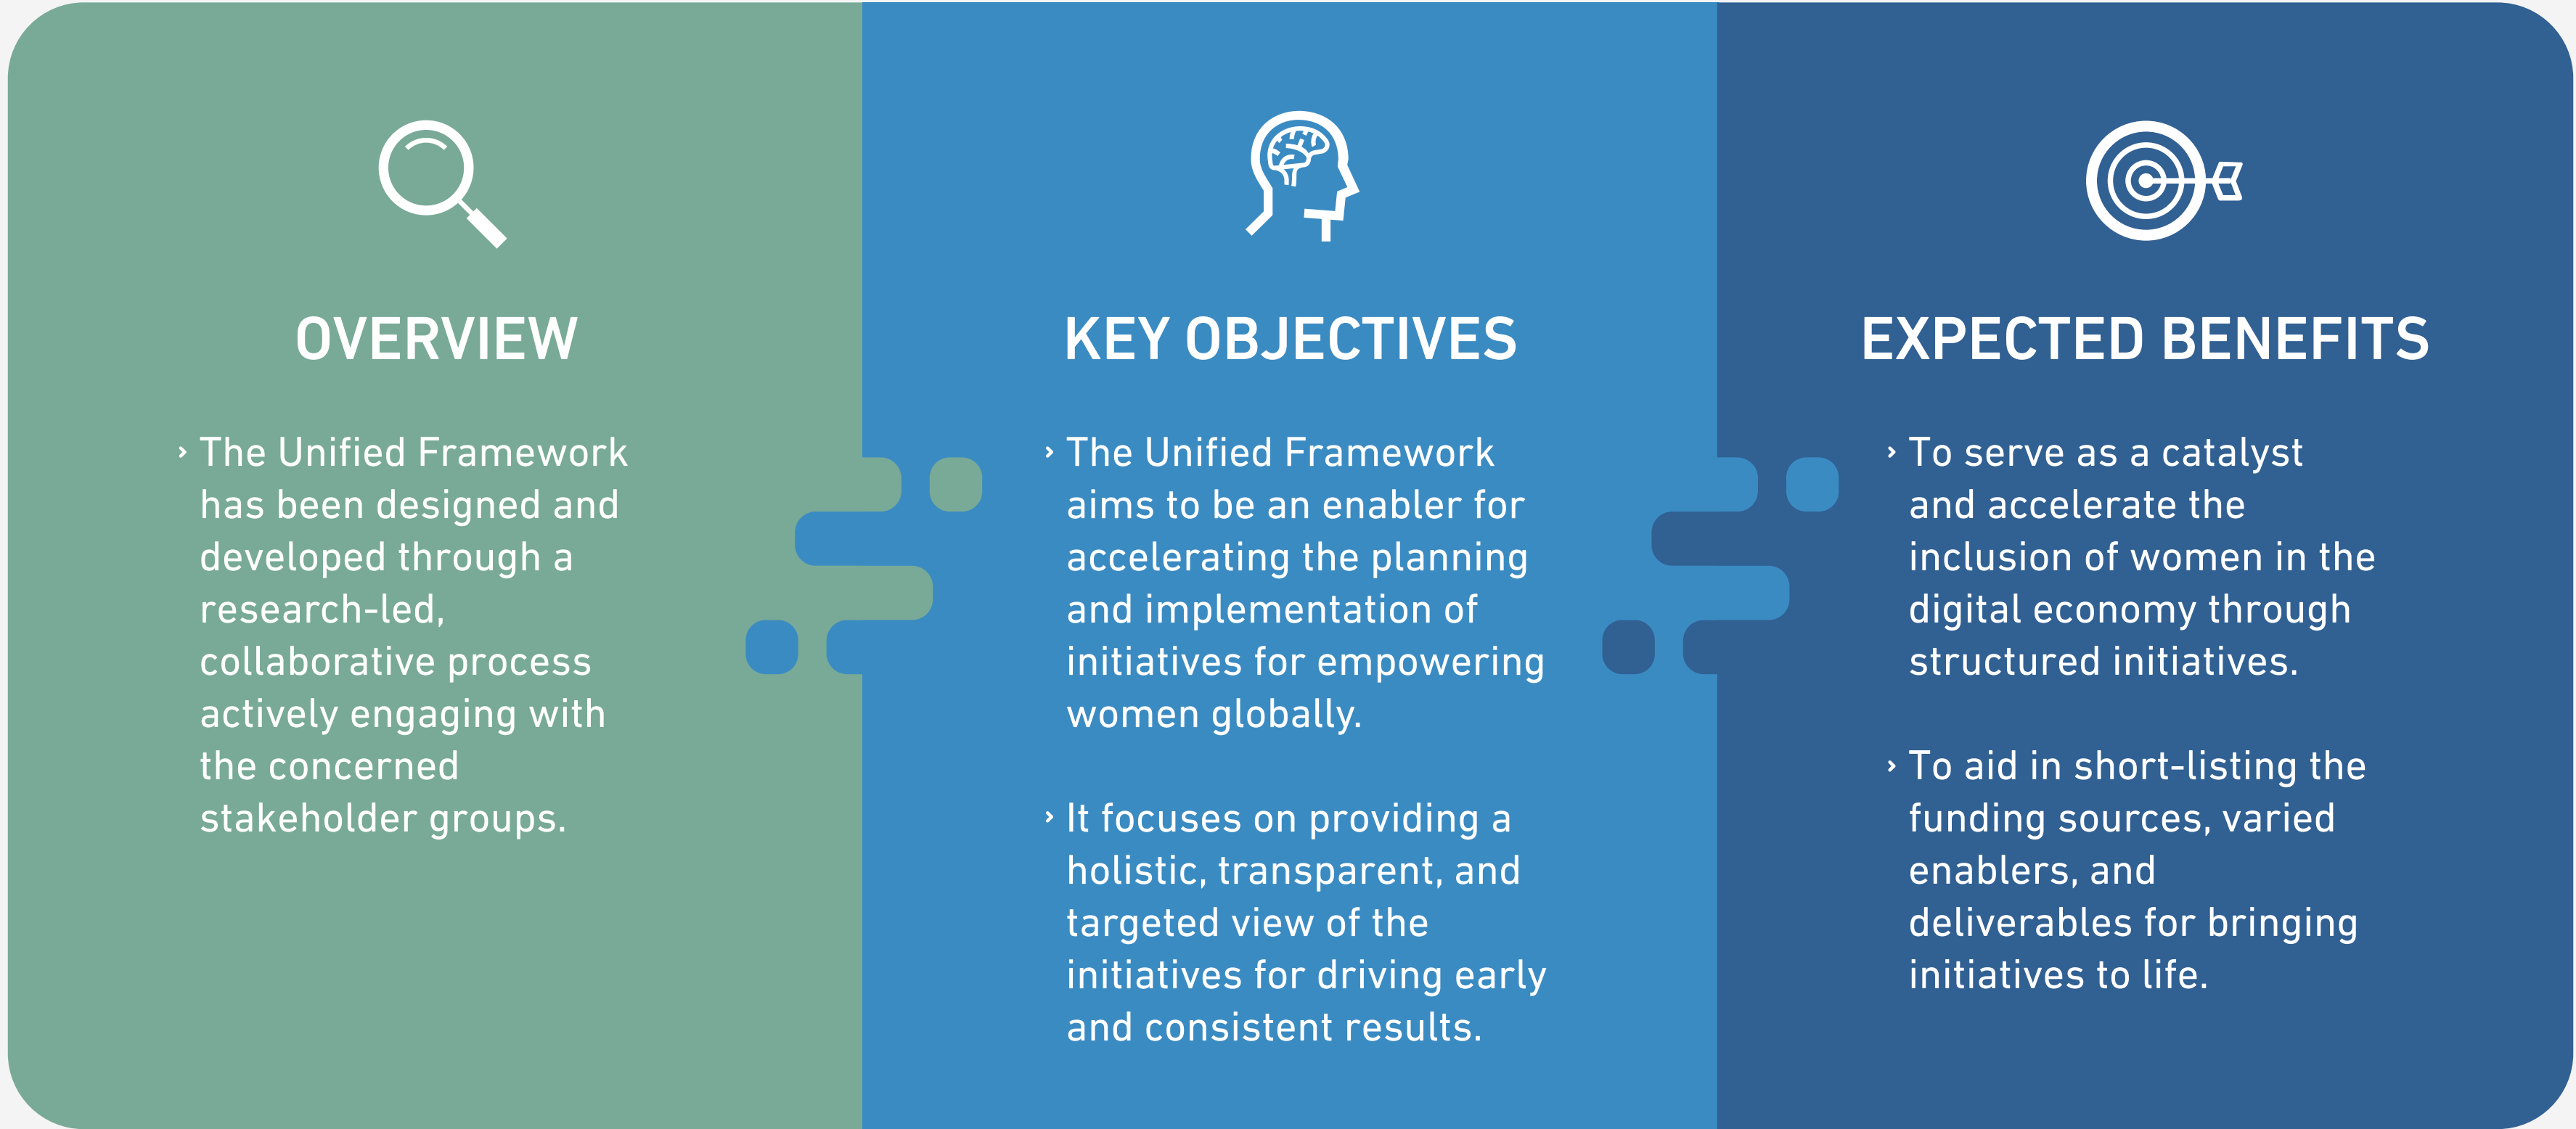 OVERVIEW
› The Unified Framework
has been designed and
developed through a
research-led,
collaborative process
actively engaging with
the concerned
stakeholder groups.
KEY OBJECTIVES
› The Unified Framework
aims to be an enabler for
accelerating the planning
and implementation of
initiatives for empowering
women globally.
› It focuses on providing a
holistic, transparent, and
targeted view of the
initiatives for driving early
and consistent results.
EXPECTED BENEFITS
› To serve as a catalyst
and accelerate the
inclusion of women in the
digital economy through
structured initiatives.
› To aid in short-listing the
funding sources, varied
enablers, and
deliverables for bringing
initiatives to life.